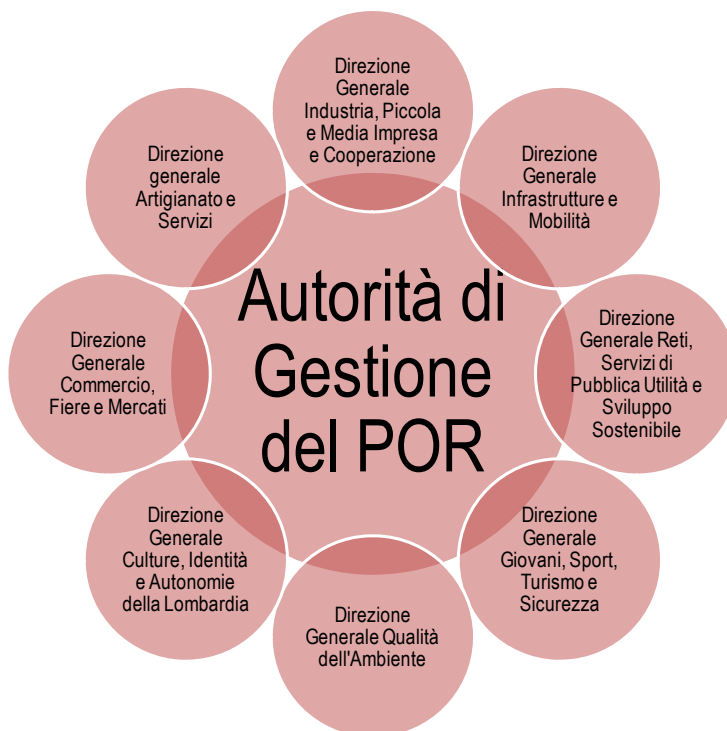 Direzione
Generale
Industria, Piccola
e Media Impresa
e Cooperazione
Direzione
generale
Artigianato e
Servizi
Direzione
Generale
Infrastrutture e
Mobilità
Autorità di
Gestione
del POR
Direzione
Generale
Commercio,
Fiere e Mercati
Direzione
Generale Reti,
Servizi di
Pubblica Utilità e
Sviluppo
Sostenibile
Direzione
Generale
Culture, Identità
e Autonomie
della Lombardia
Direzione
Generale
Giovani, Sport,
Turismo e
Sicurezza
Direzione
Generale Qualità
dell'Ambiente